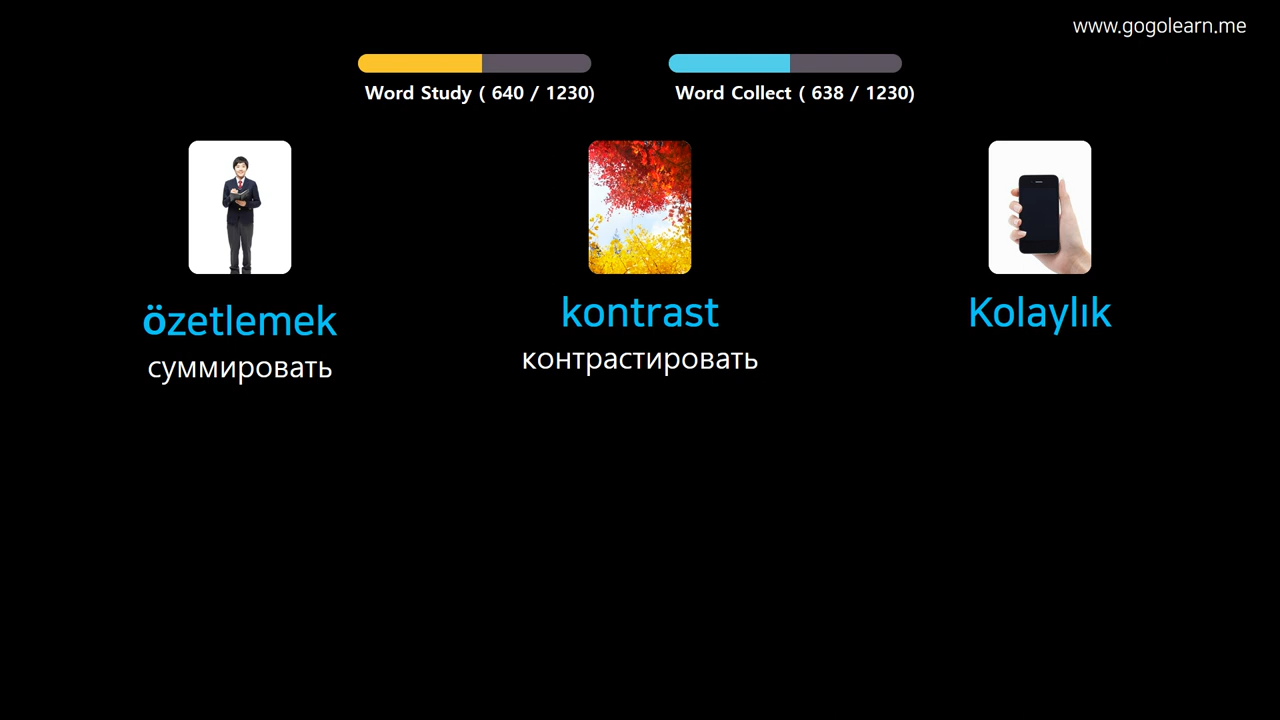 www.gogolearn.me
Word Study ( 640 / 1230)
Word Collect ( 638 / 1230)
özetlemek
суммировать
kontrast
контрастировать
Kolaylık